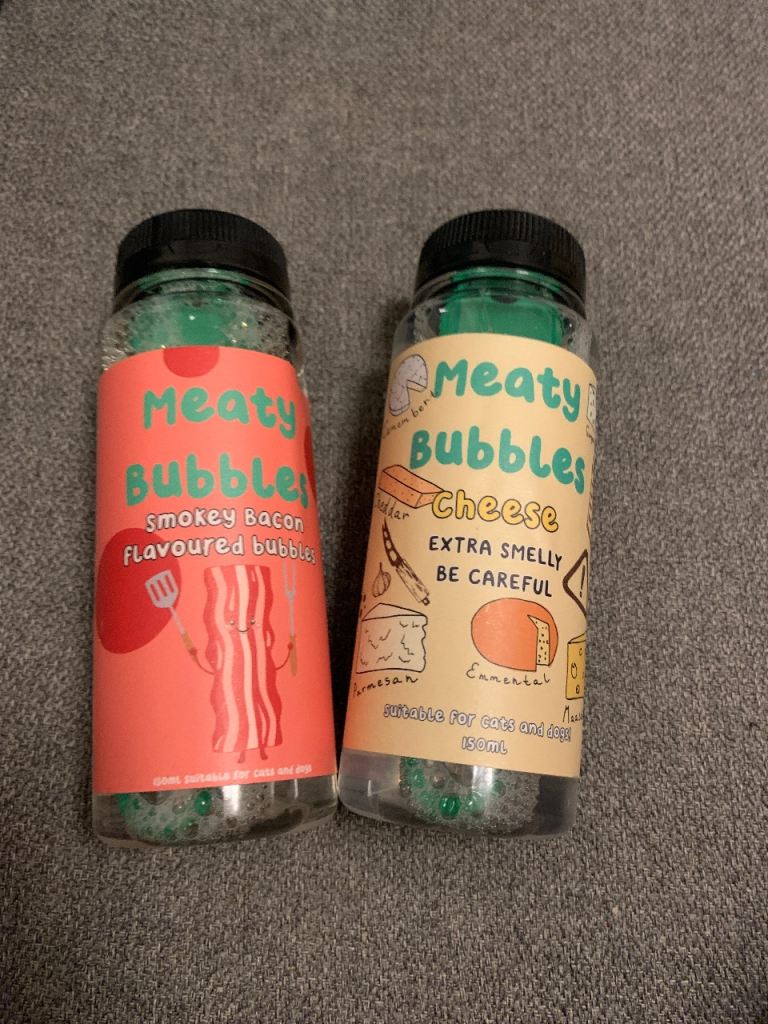 Meaty
Bubbles
Smokey Bacon
flavoured bubbles
150ml suitable for cats and dogs
Meaty
Bubbles
Cheese
EXTRA SMELLY
BE CAREFUL
!
Parmesan
Emmental
suitable for cats and dogs!
150ml